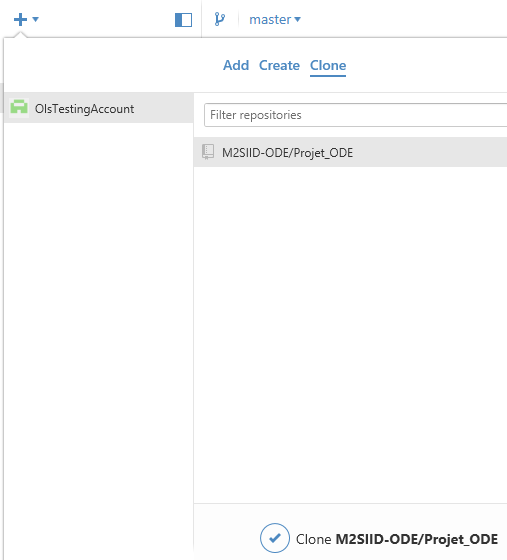 master
Add Create Clone
OlsTestingAccount
Filter repositories
M2SIID-ODE/Projet_ODE
Clone M2SIID-ODE/Projet_ODE